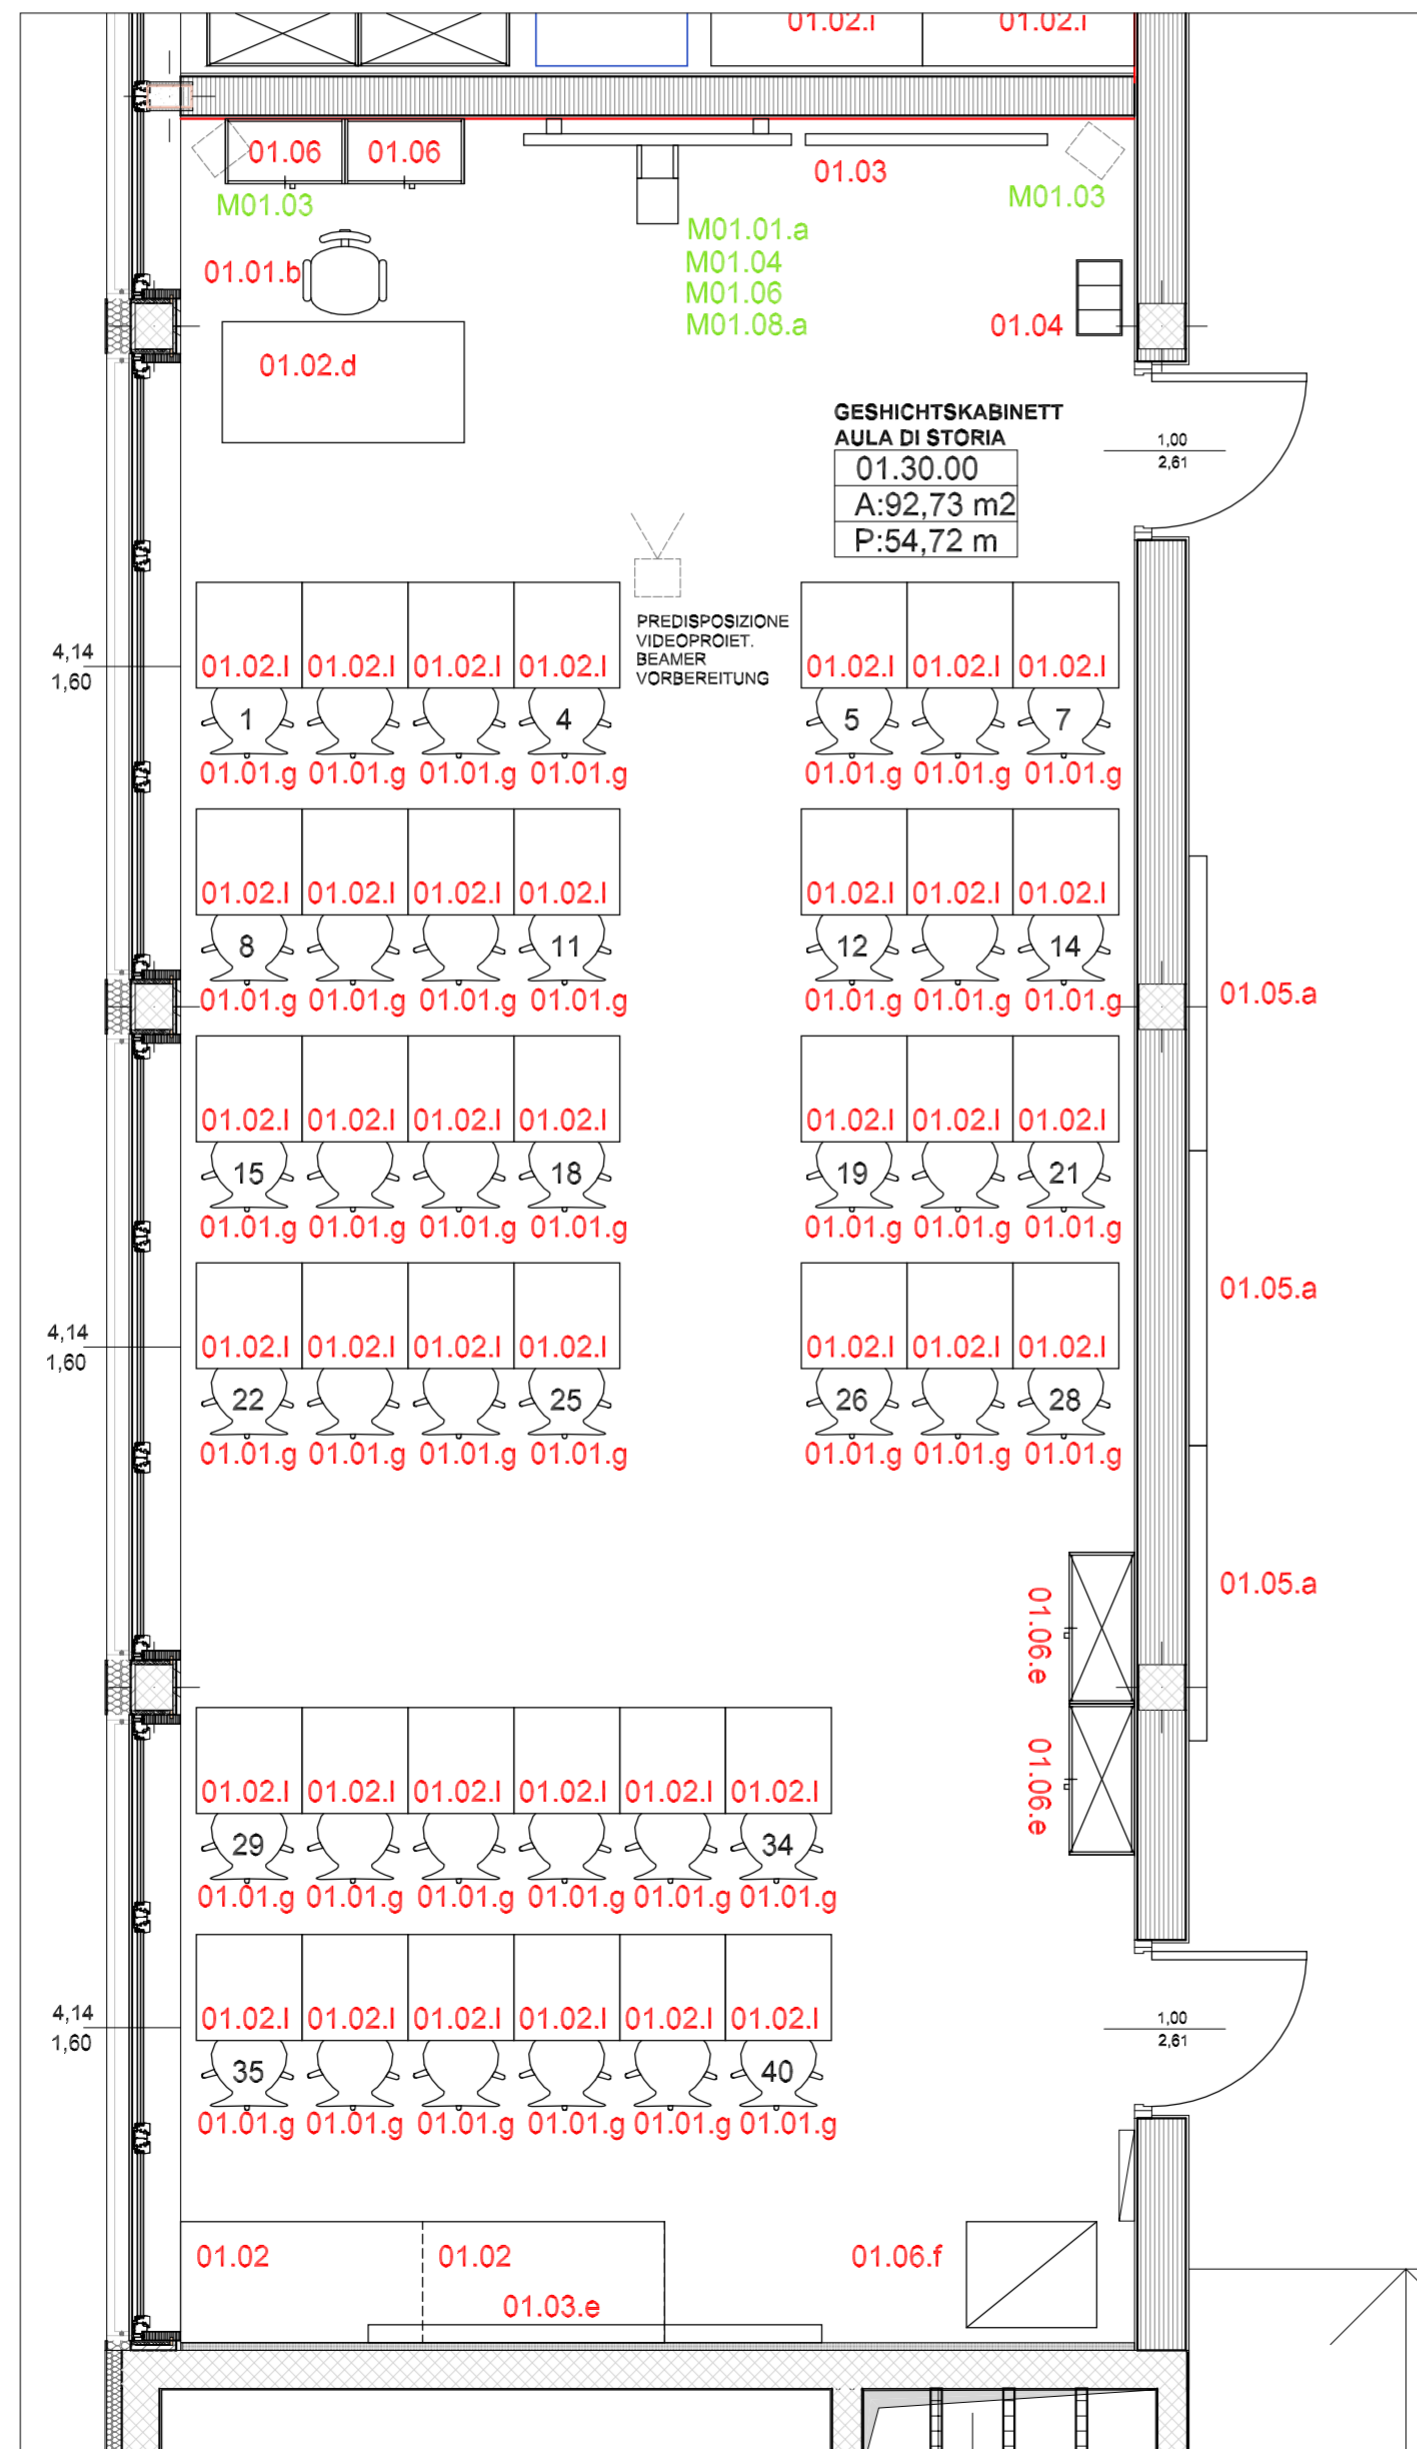 01.02.i 01.02.i
01.06 01.06
01.03
M01.03
M01.03
M01.01.a
M01.04
M01.06
M01.08.a
01.01.b
01.04
01.02.d
GESHICHTSKABINETT
AULA DI STORIA
01.30.00
A:92,73 m2
P:54,72 m
1,00
2,61
PREDISPOSIZIONE
VIDEOPROIET.
BEAMER
VORBEREITUNG
4,14
1,60
01.02.l 01.02.l 01.02.l 01.02.l 01.02.l 01.02.l 01.02.l
1 4 5 7
01.01.g 01.01.g 01.01.g 01.01.g 01.01.g 01.01.g 01.01.g
01.02.l 01.02.l 01.02.l 01.02.l 01.02.l 01.02.l 01.02.l
8 11 12 14
01.01.g 01.01.g 01.01.g 01.01.g 01.01.g 01.01.g 01.01.g
01.05.a
01.02.l 01.02.l 01.02.l 01.02.l 01.02.l 01.02.l 01.02.l
15 18 19 21
01.01.g 01.01.g 01.01.g 01.01.g 01.01.g 01.01.g 01.01.g
01.05.a
4,14
1,60
01.02.l 01.02.l 01.02.l 01.02.l 01.02.l 01.02.l 01.02.l
22 25 26 28
01.01.g 01.01.g 01.01.g 01.01.g 01.01.g 01.01.g 01.01.g
01.05.a
01.06.e
01.06.e
01.02.l 01.02.l 01.02.l 01.02.l 01.02.l 01.02.l
29 34
01.01.g 01.01.g 01.01.g 01.01.g 01.01.g 01.01.g
4,14
1,60
1,00
2,61
01.02.l 01.02.l 01.02.l 01.02.l 01.02.l 01.02.l
35 40
01.01.g 01.01.g 01.01.g 01.01.g 01.01.g 01.01.g
01.02 01.02 01.06.f
01.03.e